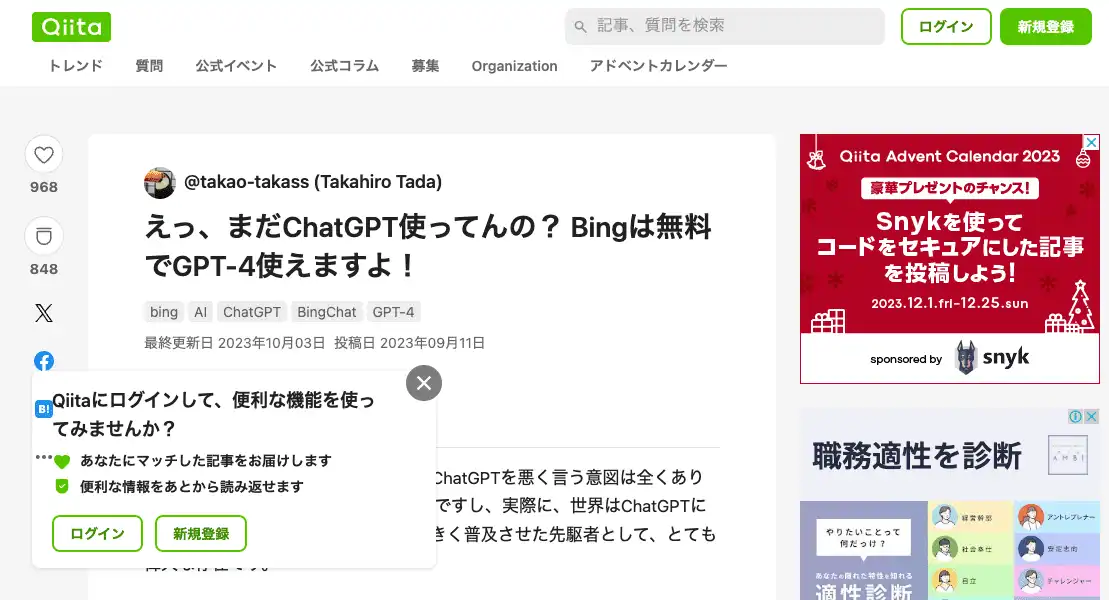 Qiita
記事、質問を検索
ログイン
新規登録
トレンド 質問 公式イベント 公式コラム 募集 Organization アドベントカレンダー
968
848
@takao-takass (Takahiro Tada)
えっ、まだChatGPT使ってんの？ Bingは無料
でGPT-4使えますよ！
bing AI ChatGPT BingChat GPT-4
最終更新日 2023年10月03日 投稿日 2023年09月11日
B!
Qiitaにログインして、便利な機能を使っ
てみませんか？
あなたにマッチした記事をお届けします
便利な情報をあとから読み返せます
ログイン 新規登録
ChatGPTを悪く言う意図は全くあり
ですし、実際に、世界はChatGPTに
きく普及させた先駆者として、とても
Qiita Advent Calendar 2023
豪華プレゼントのチャンス!
Snykを使って
コードをセキュアにした記事
を投稿しよう!
2023.12.1.fri-12.25.sun
sponsored by snyk
職務適性を診断
AMBI
やりたいことって
何だっけ？
あなたの隠れた特性を知れる
適性診断
経営幹部
アントレプレナー
社会奉仕
安定志向
自立
チャレンジャー